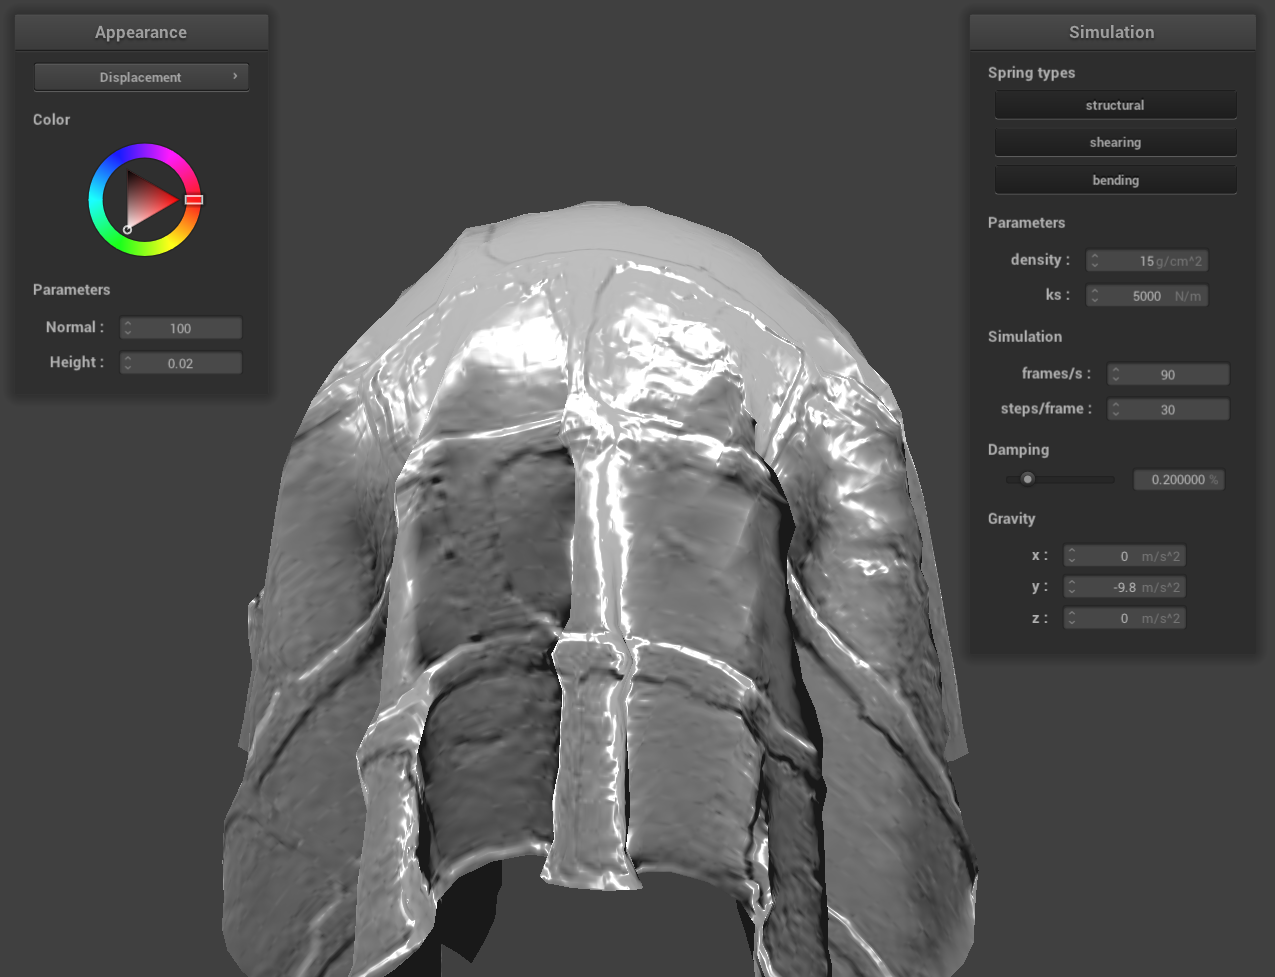 Appearance
Displacement ›
Color
Parameters
Normal : 100
Height : 0.02
Simulation
Spring types
structural
shearing
bending
Parameters
density : 15 g/cm^2
ks : 5000 N/m
Simulation
frames/s : 90
steps/frame : 30
Damping
0.200000 %
Gravity
x : 0 m/s^2
y : -9.8 m/s^2
z : 0 m/s^2